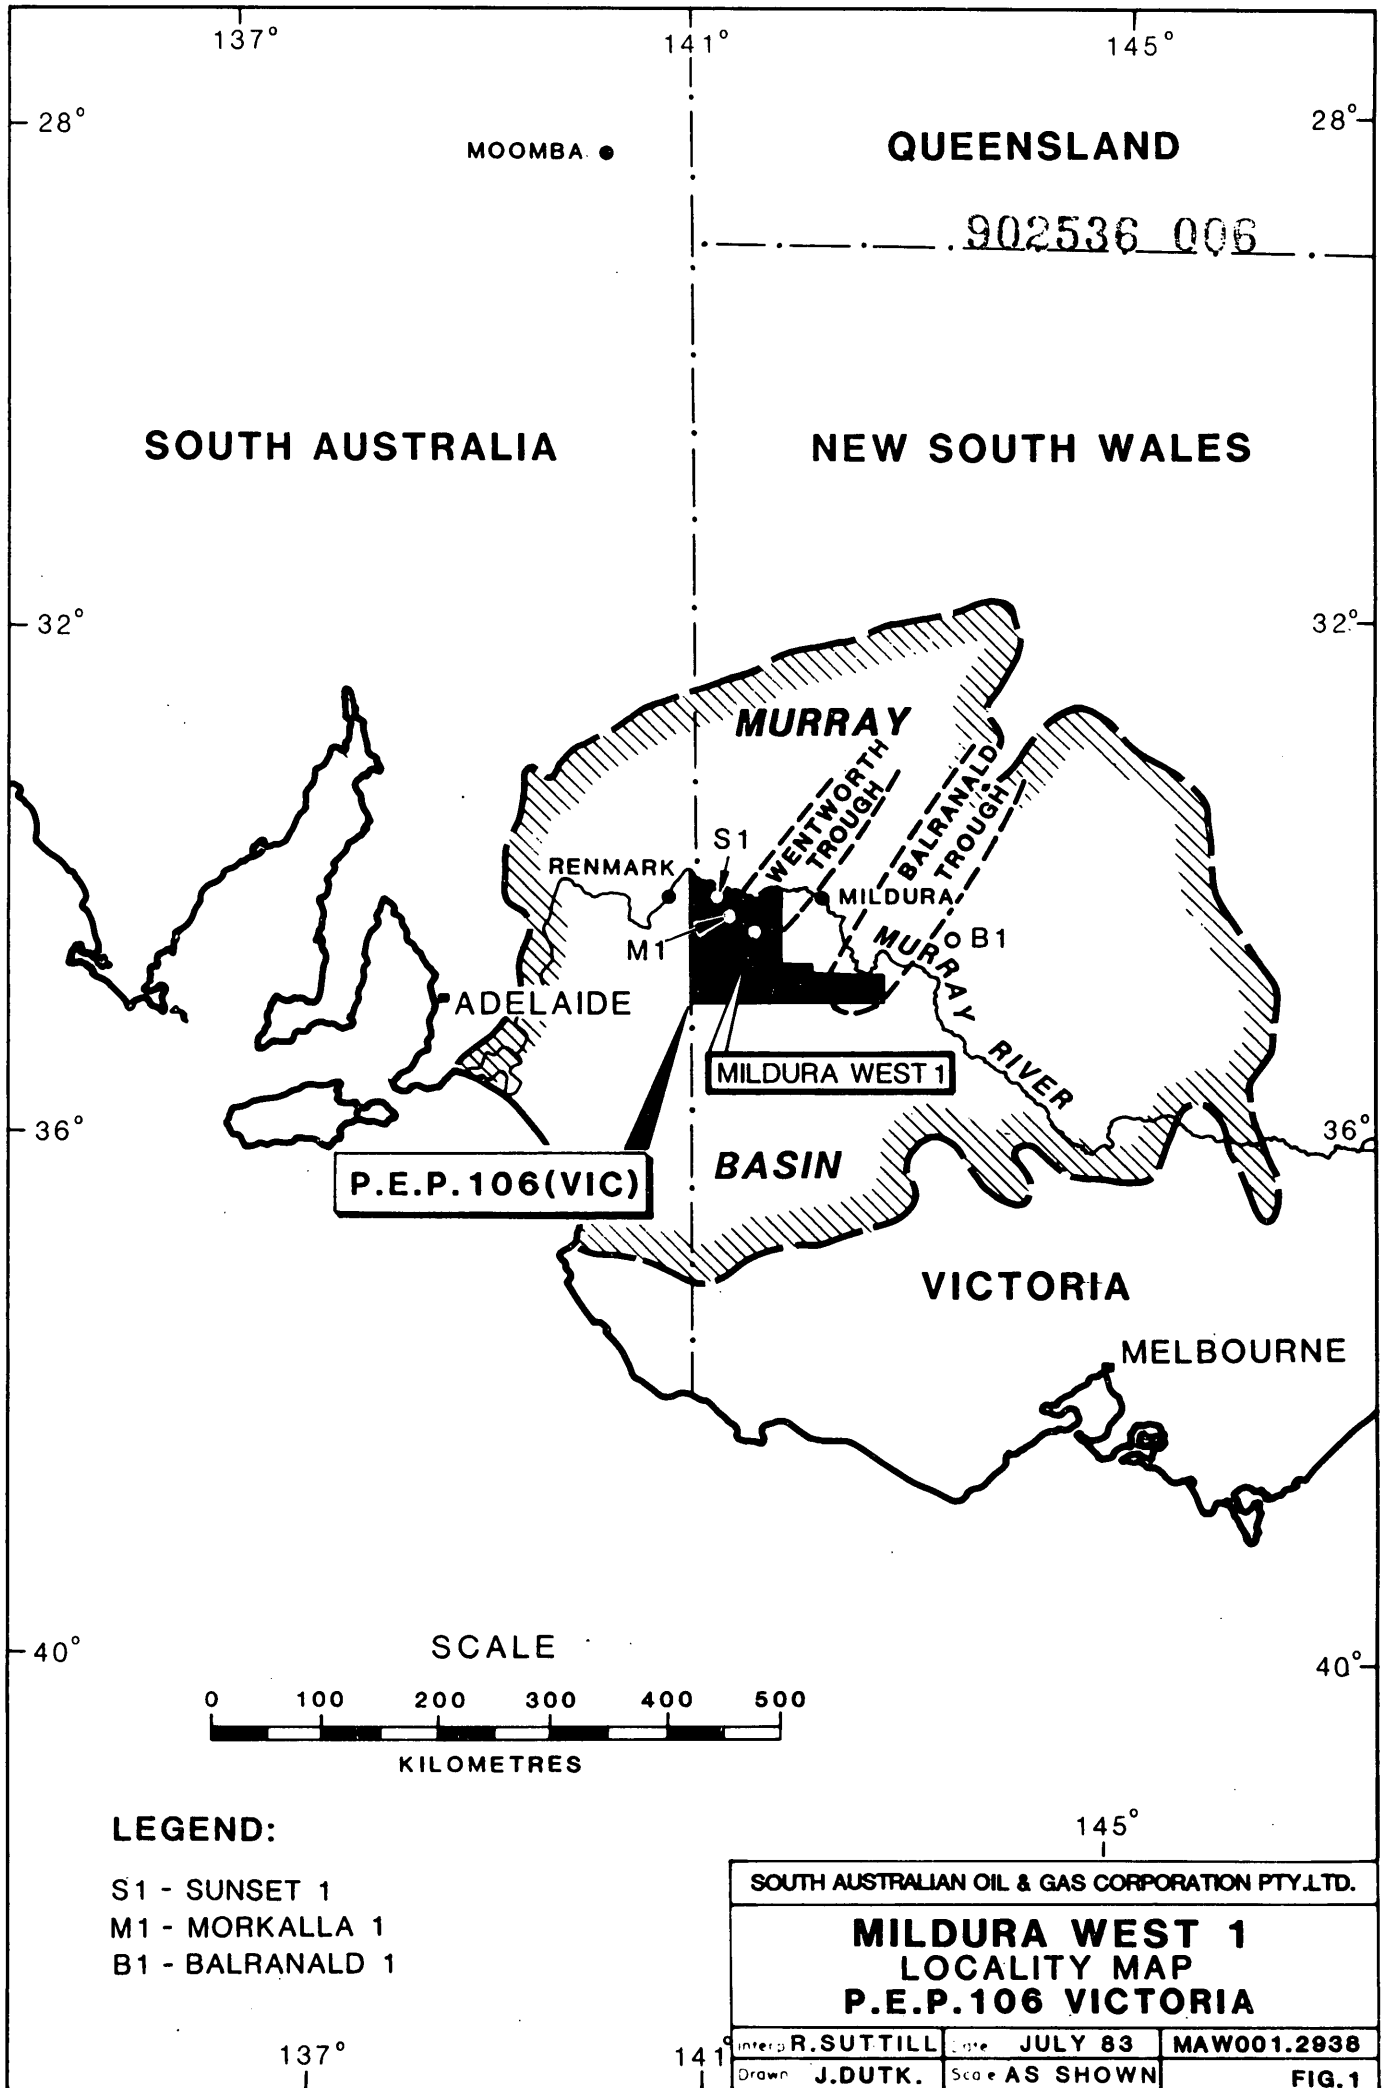 137°
141°
145°
28°
28°
MOOMBA
QUEENSLAND
902536 006
SOUTH AUSTRALIA
NEW SOUTH WALES
32°
32°
MURRAY
WENTWORTH
TROUGH
BALRANALD
TROUGH
S1
RENMARK
MILDURA
M1
B1
MURRAY
RIVER
ADELAIDE
MILDURA WEST 1
36°
36°
P.E.P.106(VIC)
BASIN
VICTORIA
MELBOURNE
40°
40°
SCALE
0 100 200 300 400 500
KILOMETRES
LEGEND:
S1 - SUNSET 1
M1 - MORKALLA 1
B1 - BALRANALD 1
145°
137°
141°
SOUTH AUSTRALIAN OIL & GAS CORPORATION PTY.LTD.
MILDURA WEST 1
LOCALITY MAP
P.E.P.106 VICTORIA
R.SUTTILL JULY 83 MAW001.2938
Drawn J.DUTK. Scale AS SHOWN FIG.1